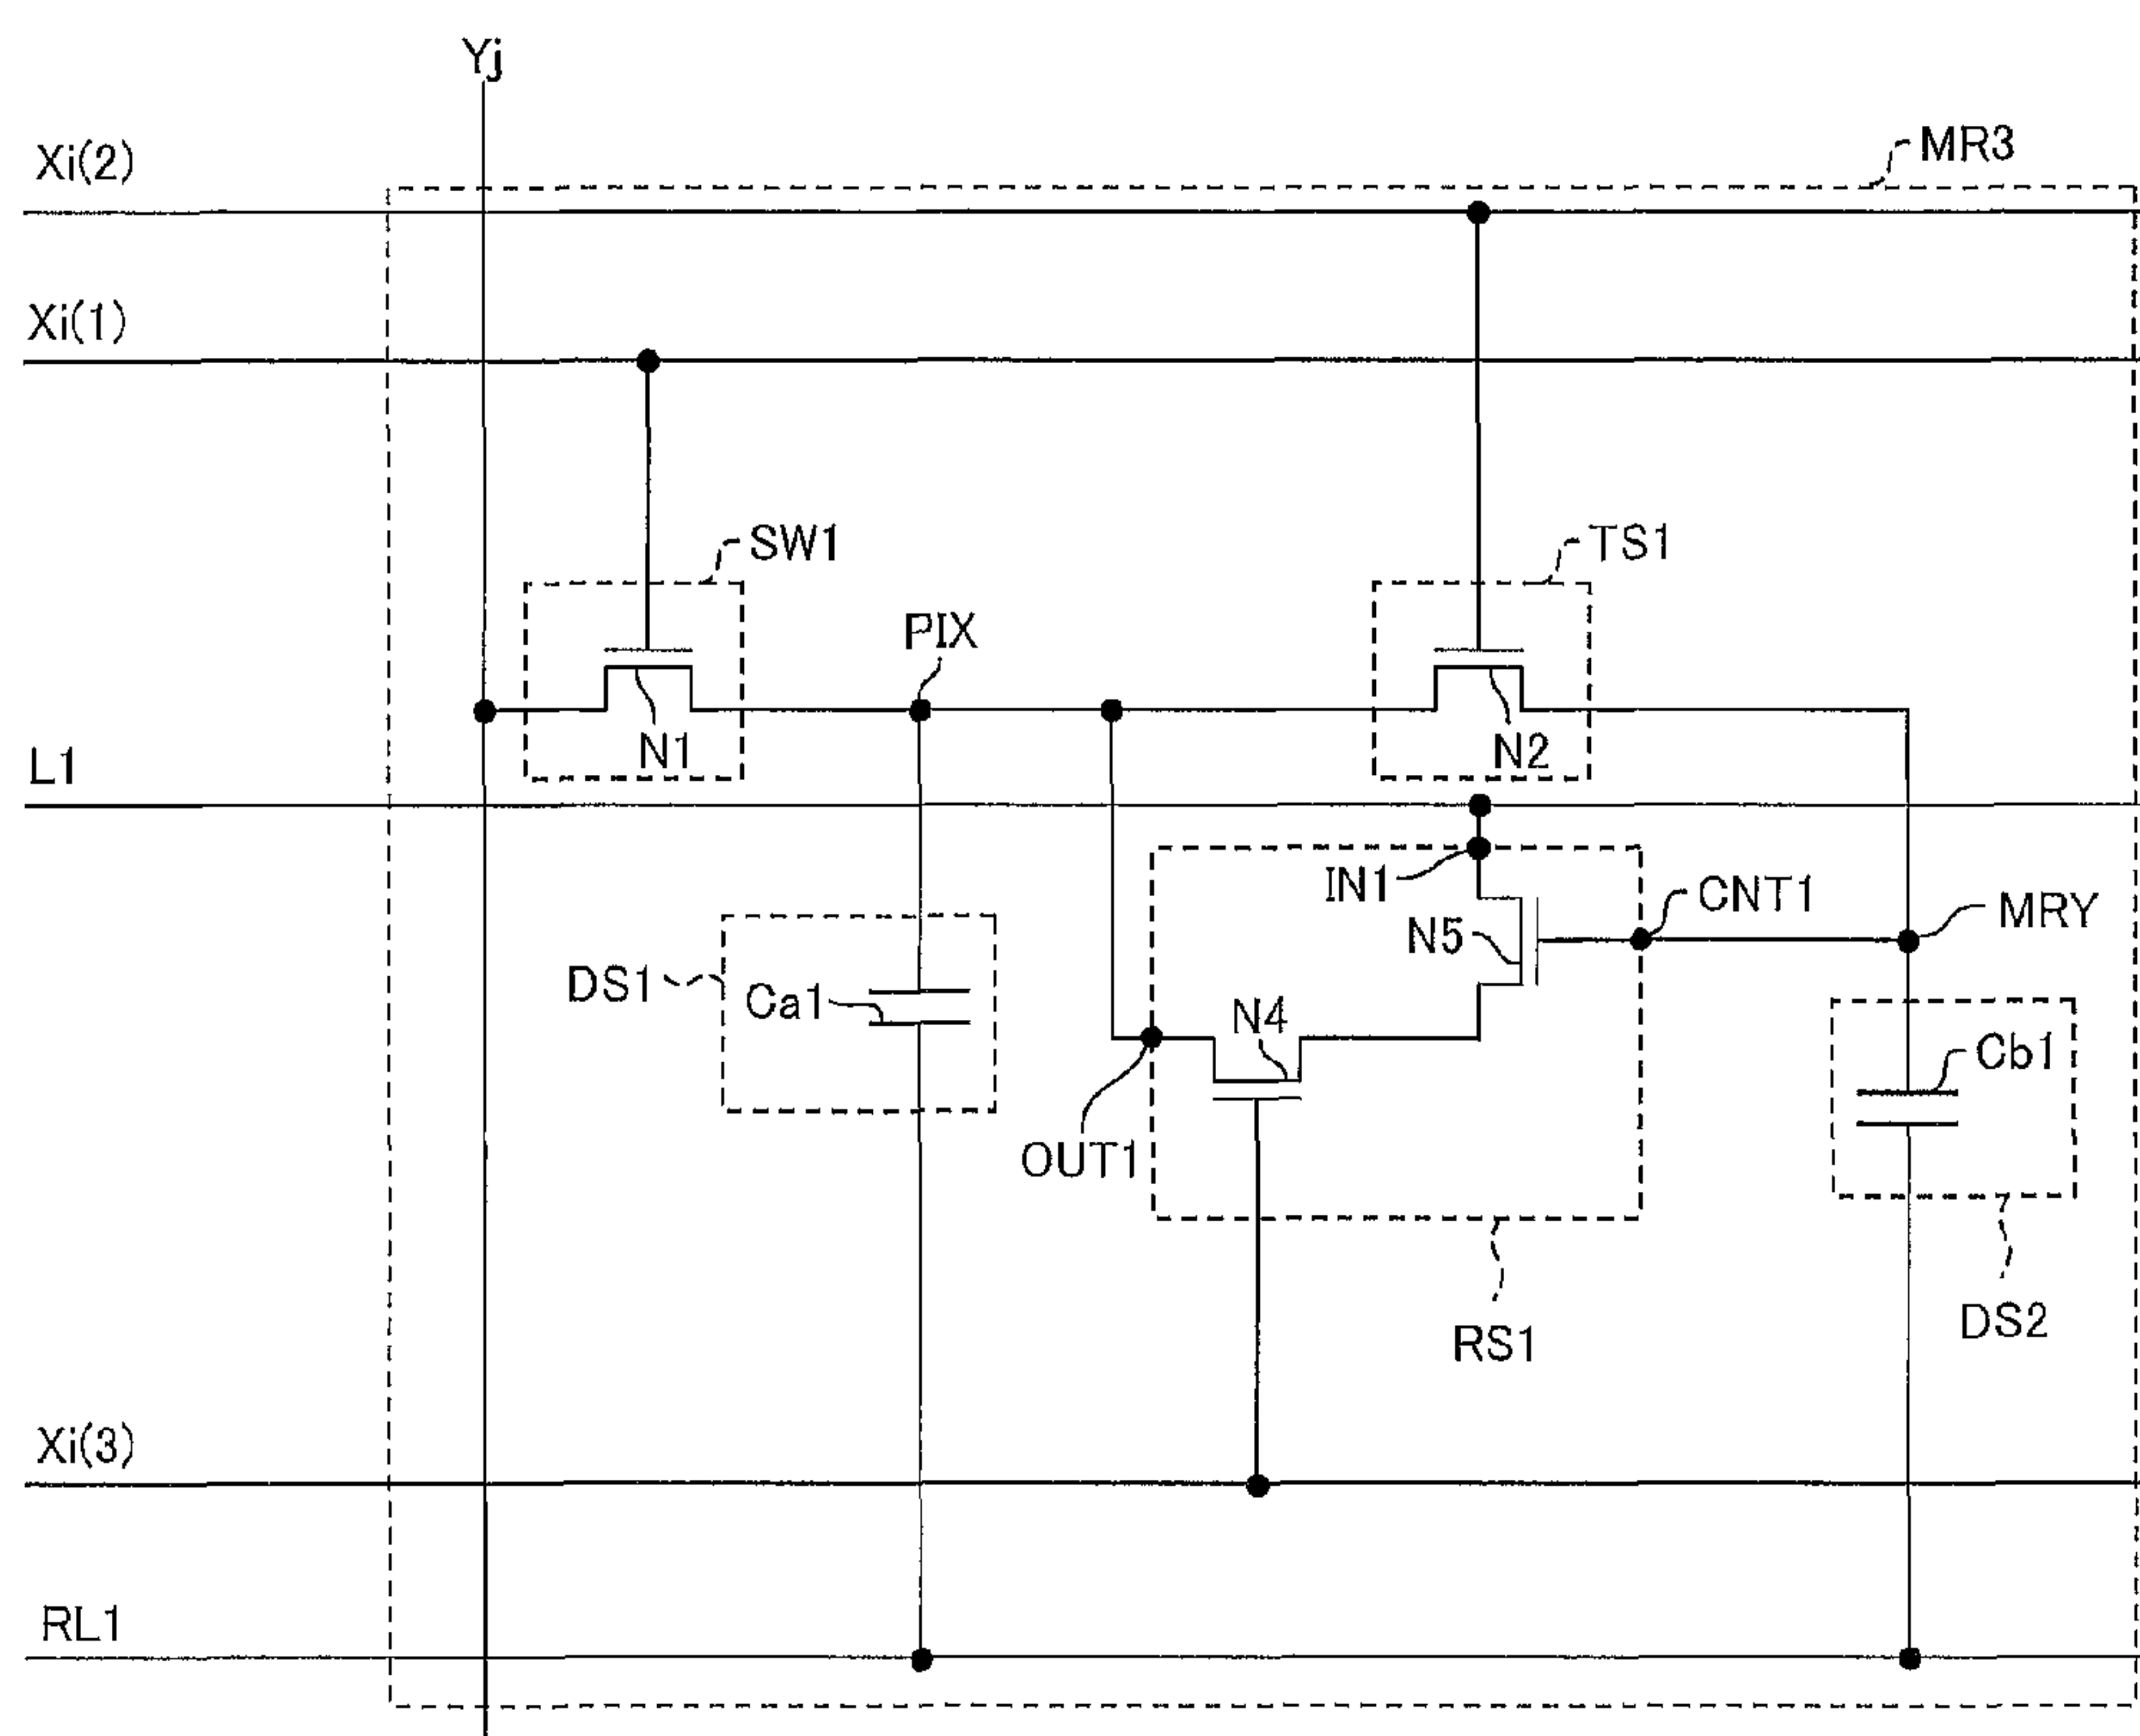 Yj
Xi(2)
MR3
Xi(1)
SW1
TS1
PIX
N1
N2
L1
IN1
CNT1
MRY
N5
DS1
Ca1
N4
Cb1
OUT1
RS1
DS2
Xi(3)
RL1